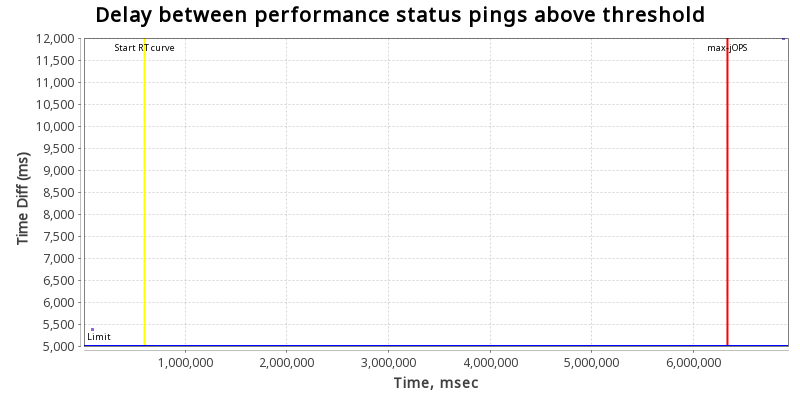 Delay between performance status pings above threshold
Time Diff (ms)
12,000
11,500
11,000
10,500
10,000
9,500
9,000
8,500
8,000
7,500
7,000
6,500
6,000
5,500
5,000
Start RT curve
max-jOPS
Limit
1,000,000 2,000,000 3,000,000 4,000,000 5,000,000 6,000,000
Time, msec